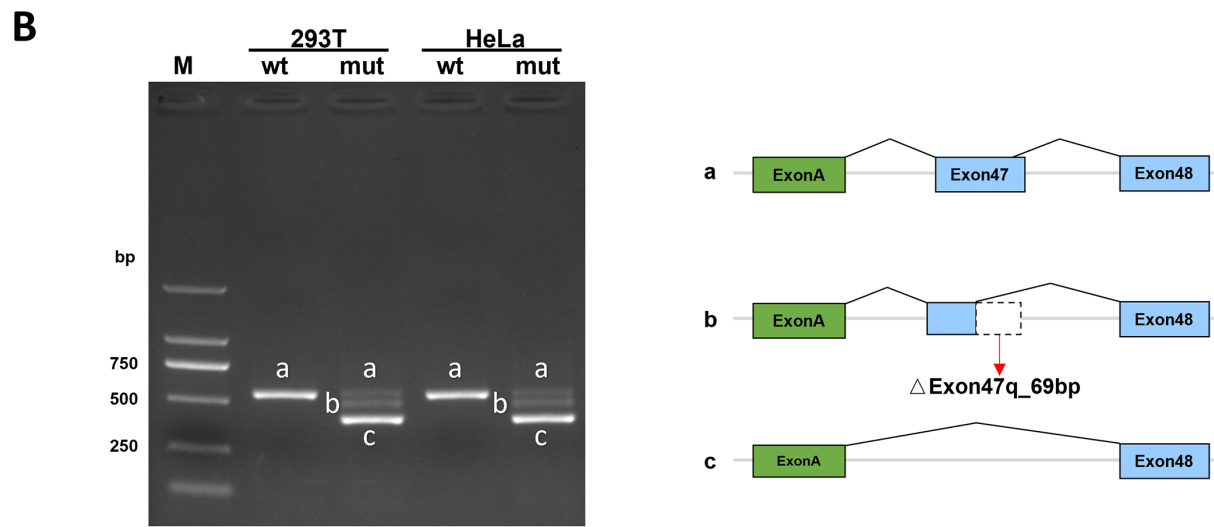 B
293T HeLa
M wt mut wt mut
bp
750
500
250
a a a a
b b
c c
a ExonA Exon47 Exon48
b ExonA Exon48
△Exon47q_69bp
c ExonA Exon48